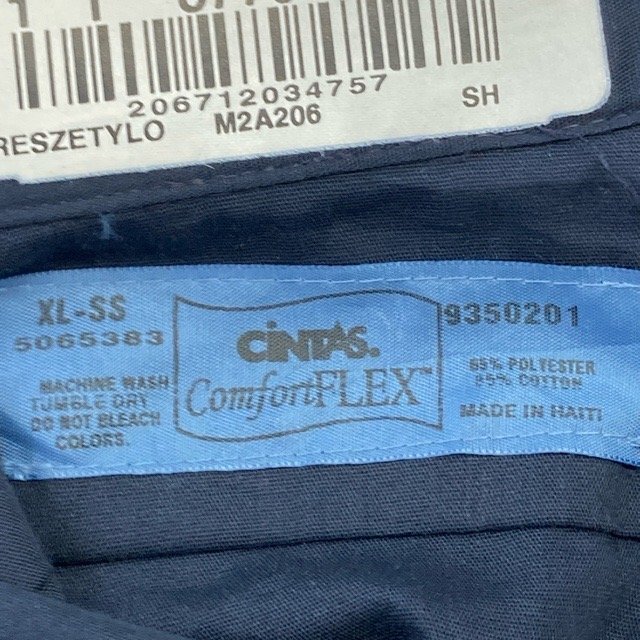 206712034757
RESZETYLO M2A206 SH
XL-SS
5065383
MACHINE WASH
TUMBLE DRY
DO NOT BLEACH
COLORS.
CiNTAS.
ComfortFLEX™
9350201
65% POLYESTER
35% COTTON
MADE IN HAITI